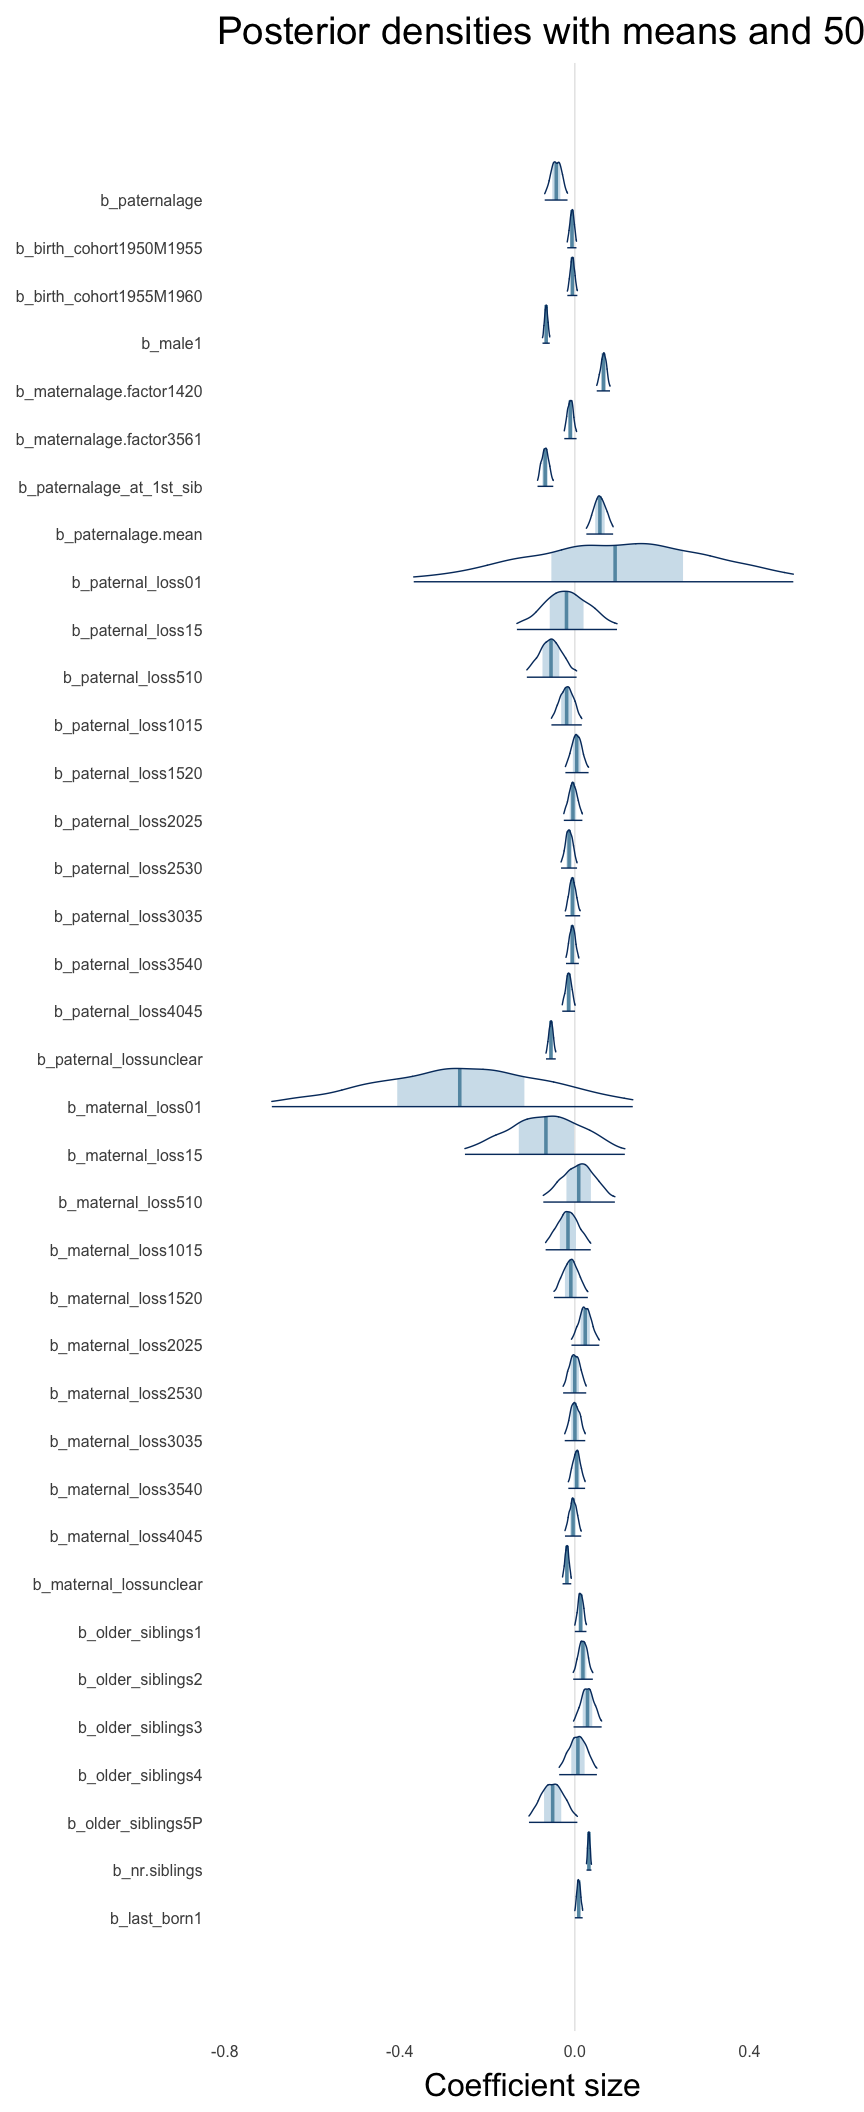 Posterior densities with means and 50
b_paternalage
b_birth_cohort1950M1955
b_birth_cohort1955M1960
b_male1
b_maternalage.factor1420
b_maternalage.factor3561
b_paternalage_at_1st_sib
b_paternalage.mean
b_paternal_loss01
b_paternal_loss15
b_paternal_loss510
b_paternal_loss1015
b_paternal_loss1520
b_paternal_loss2025
b_paternal_loss2530
b_paternal_loss3035
b_paternal_loss3540
b_paternal_loss4045
b_paternal_lossunclear
b_maternal_loss01
b_maternal_loss15
b_maternal_loss510
b_maternal_loss1015
b_maternal_loss1520
b_maternal_loss2025
b_maternal_loss2530
b_maternal_loss3035
b_maternal_loss3540
b_maternal_loss4045
b_maternal_lossunclear
b_older_siblings1
b_older_siblings2
b_older_siblings3
b_older_siblings4
b_older_siblings5P
b_nr.siblings
b_last_born1
-0.8 -0.4 0.0 0.4
Coefficient size